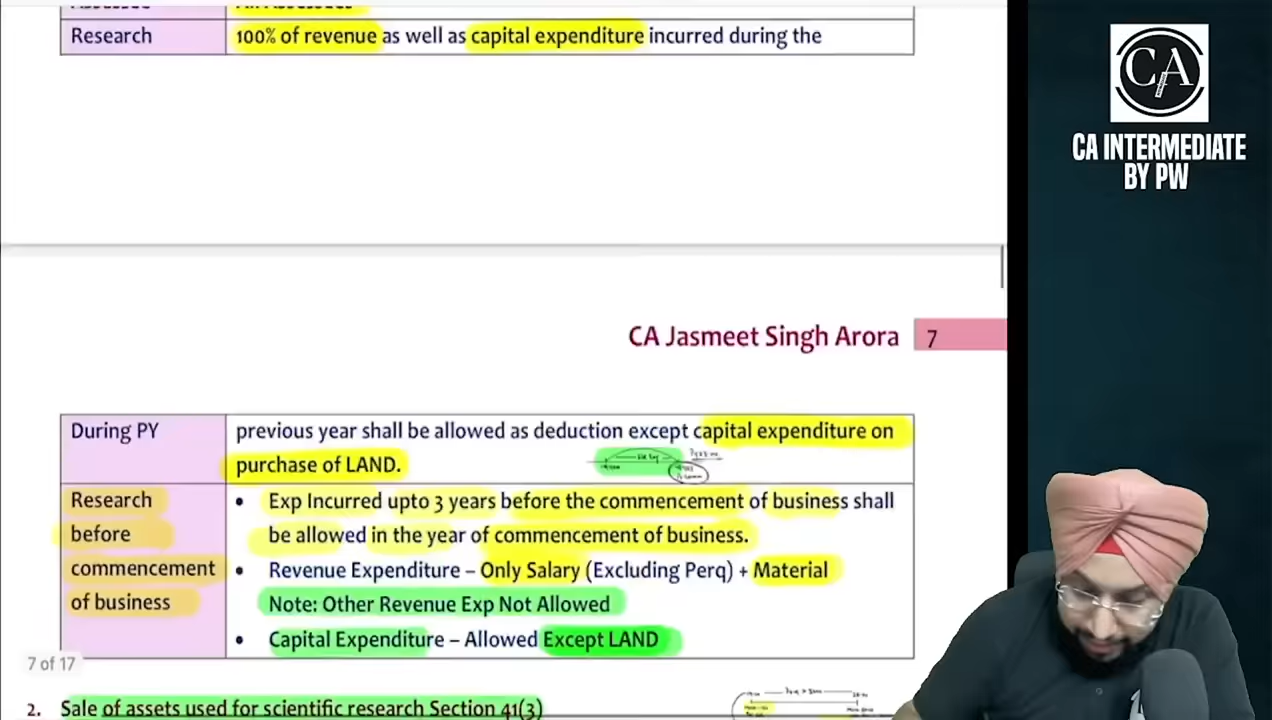 Research 100% of revenue as well as capital expenditure incurred during the
CA
CA INTERMEDIATE
BY PW
CA Jasmeet Singh Arora 7
During PY previous year shall be allowed as deduction except capital expenditure on
purchase of LAND.
Research • Exp Incurred upto 3 years before the commencement of business shall
before be allowed in the year of commencement of business.
commencement • Revenue Expenditure – Only Salary (Excluding Perq) + Material
of business Note: Other Revenue Exp Not Allowed
• Capital Expenditure – Allowed Except LAND
7 of 17
2. Sale of assets used for scientific research Section 41(3)